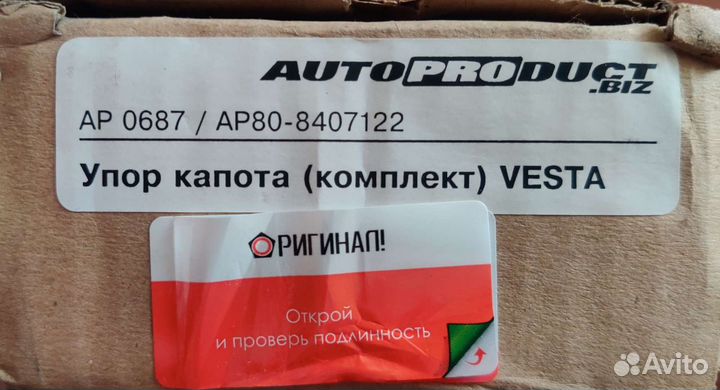 AUTOPRODUCT
.BIZ
AP 0687 / AP80-8407122
Упор капота (комплект) VESTA
ОРИГИНАЛ!
Открой
и проверь подлинность
Avito